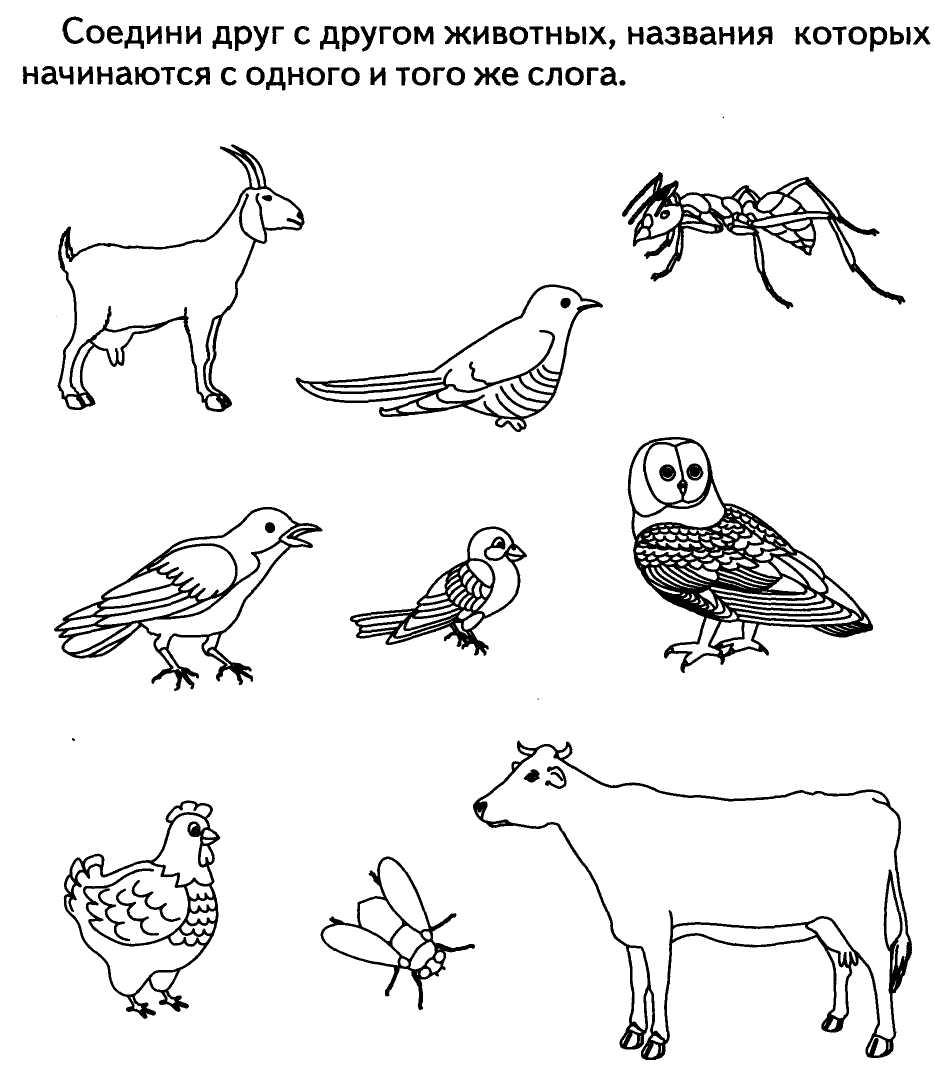 Соедини друг с другом животных, названия которых
начинаются с одного и того же слога.